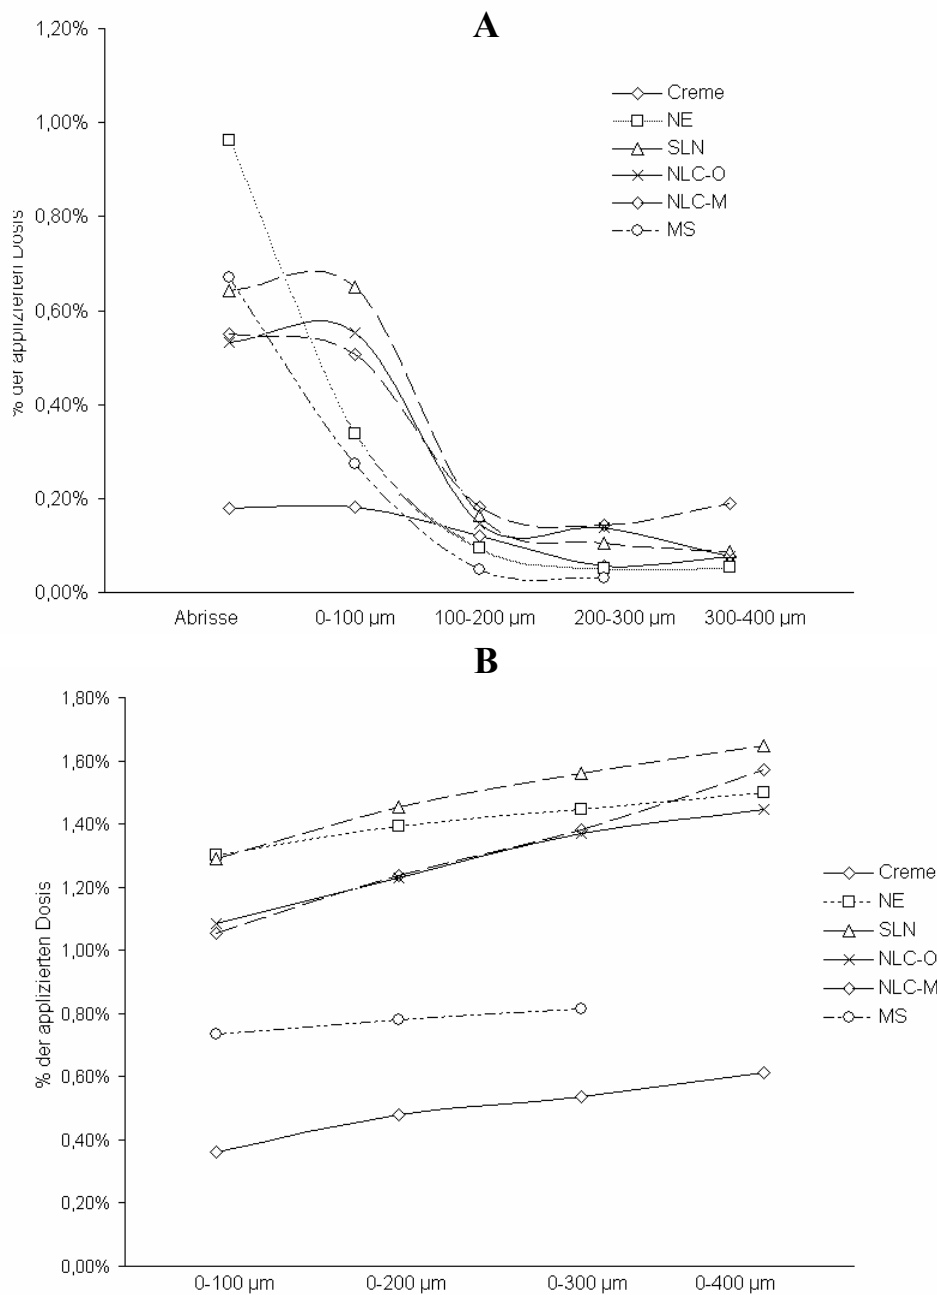 A
1,20%
1,00%
0,80%
0,60%
0,40%
0,20%
0,00%
% der applizierten Dosis
Creme
NE
SLN
NLC-O
NLC-M
MS
Abrisse 0-100 µm 100-200 µm 200-300 µm 300-400 µm
B
1,80%
1,60%
1,40%
1,20%
1,00%
0,80%
0,60%
0,40%
0,20%
0,00%
% der applizierten Dosis
Creme
NE
SLN
NLC-O
NLC-M
MS
0-100 µm 0-200 µm 0-300 µm 0-400 µm